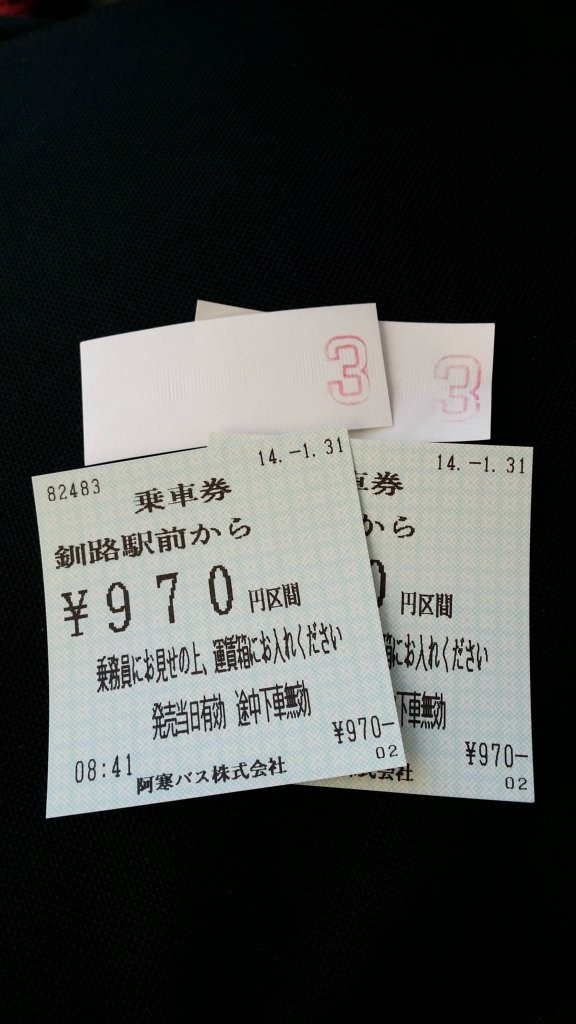 3
3
82483
14.-1.31
乗車券
釧路駅前から
¥970円区間
乗務員にお見せの上、運賃箱にお入れください
発売当日有効 途中下車無効
¥970-
08:41
02
阿寒バス株式会社
14.-1.31
車券
から
0円区間
箱にお入れください
下車無効
¥970-
02
会社